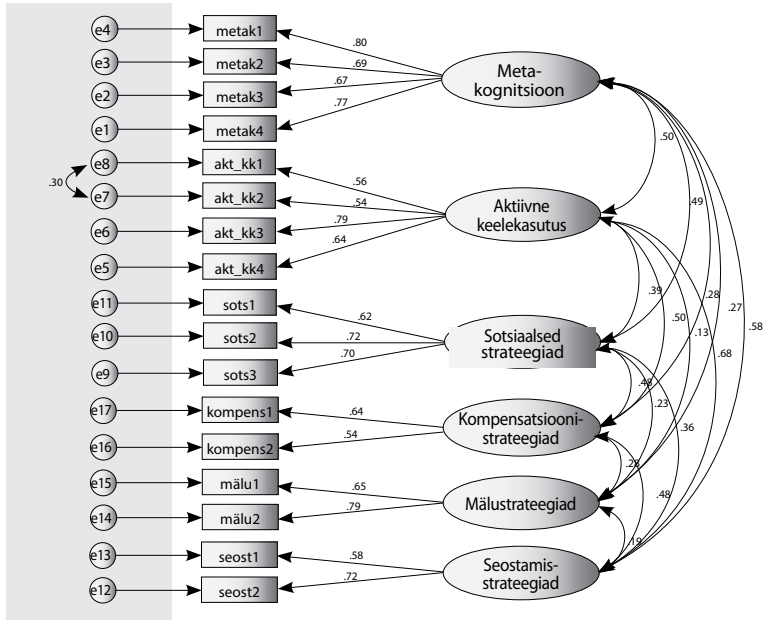 e4
metak1
.80
e3
metak2
.69
e2
metak3
.67
e1
metak4
.77
Meta-
kognitsioon
e8
akt_kk1
.56
.30
e7
akt_kk2
.54
e6
akt_kk3
.79
e5
akt_kk4
.64
Aktiivne
keelekasutus
e11
sots1
.62
e10
sots2
.72
e9
sots3
.70
Sotsiaalsed
strateegiad
e17
kompens1
.64
e16
kompens2
.54
Kompensatsiooni-
strateegiad
e15
mälu1
.65
e14
mälu2
.79
Mälustrateegiad
e13
seost1
.58
e12
seost2
.72
Seostamis-
strateegiad
.50
.49
.39
.28
.27
.50
.13
.58
.68
.23
.36
.28
.48
.19